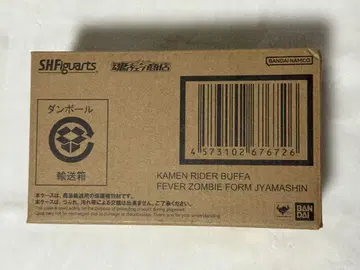 S.H.Figuarts
魂ウェブ商店
BANDAI NAMCO
ダンボール
輸送箱
4 573102 676726
KAMEN RIDER BUFFA
FEVER ZOMBIE FORM JYAMASHIN
BANDAI